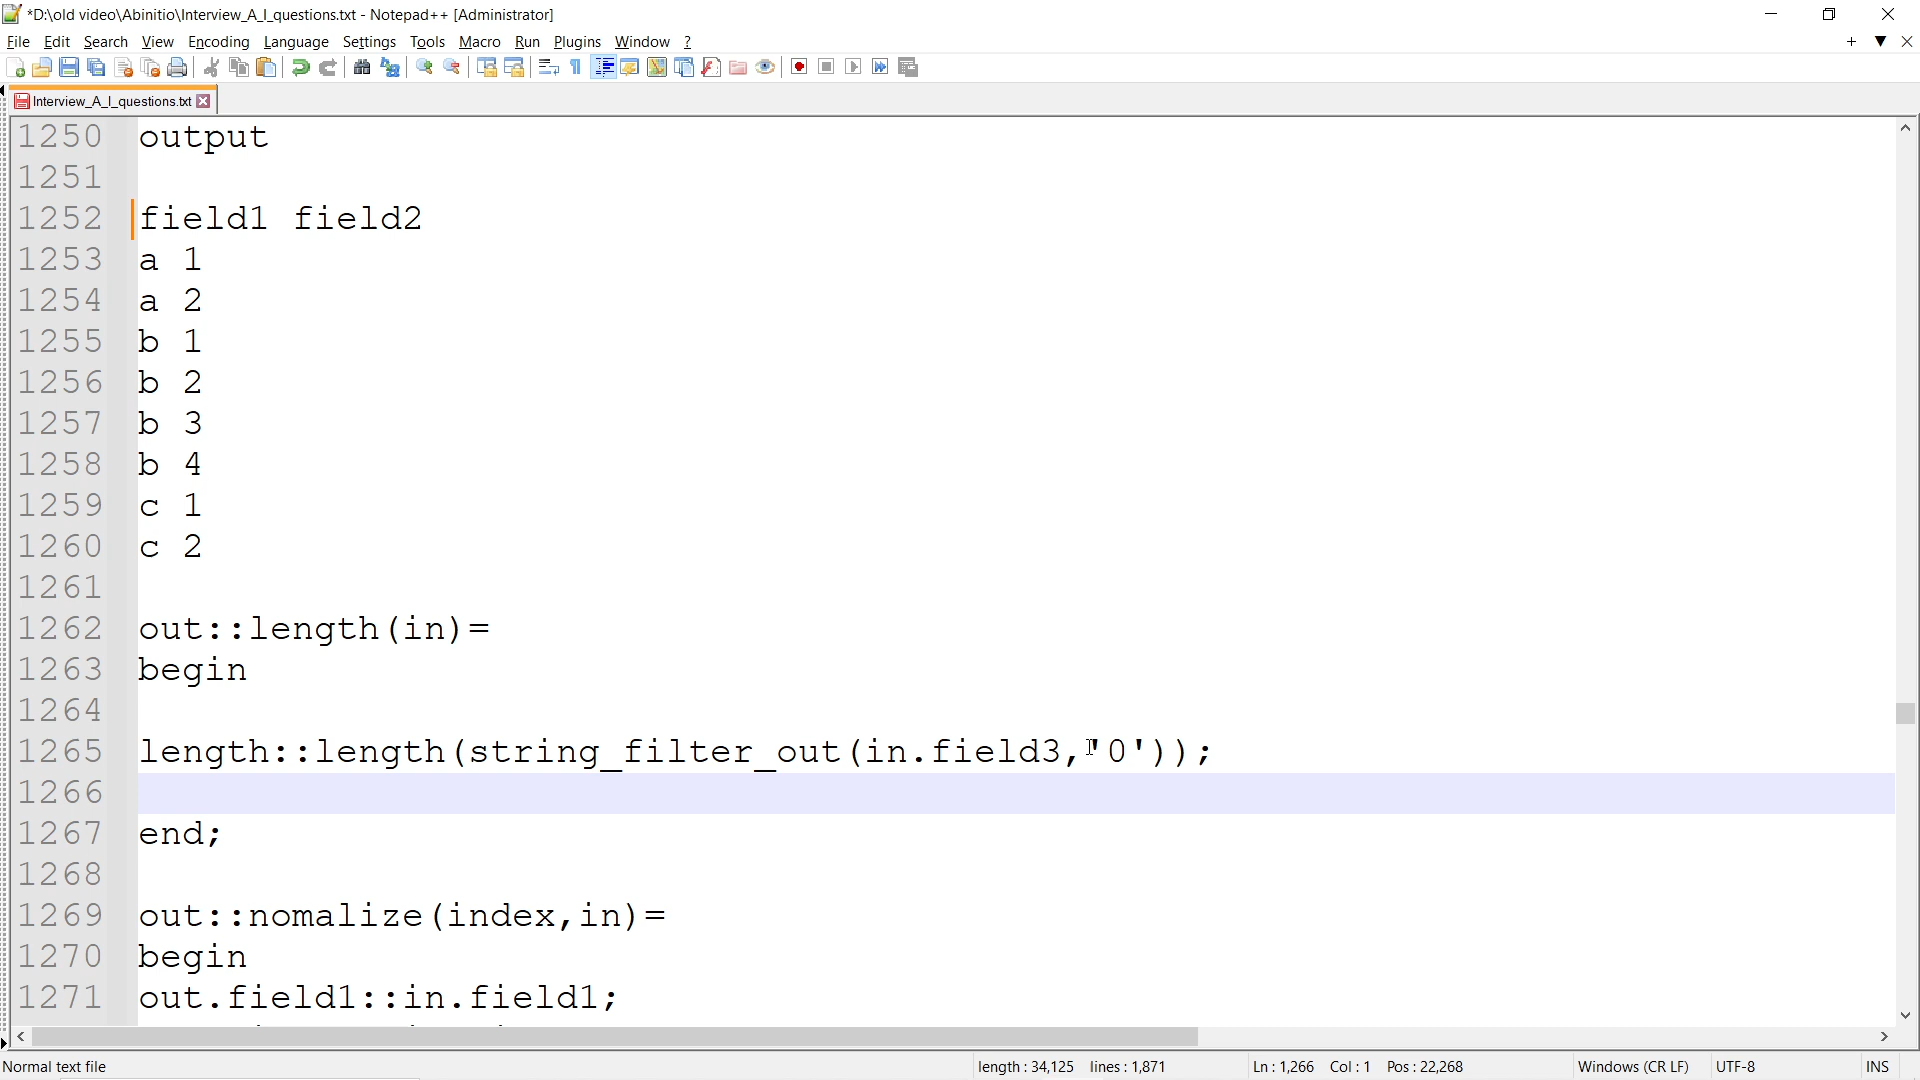 *D:\old video\Abinitio\Interview_A_I_questions.txt - Notepad++ [Administrator]
File Edit Search View Encoding Language Settings Tools Macro Run Plugins Window ?
Interview_A_I_questions.txt
1250 output
1251
1252 field1 field2
1253 a 1
1254 a 2
1255 b 1
1256 b 2
1257 b 3
1258 b 4
1259 c 1
1260 c 2
1261
1262 out::length(in)=
1263 begin
1264
1265 length::length(string_filter_out(in.field3,'0'));
1266
1267 end;
1268
1269 out::nomalize(index,in)=
1270 begin
1271 out.field1::in.field1;
Normal text file length : 34,125 lines : 1,871 Ln : 1,266 Col : 1 Pos : 22,268 Windows (CR LF) UTF-8 INS